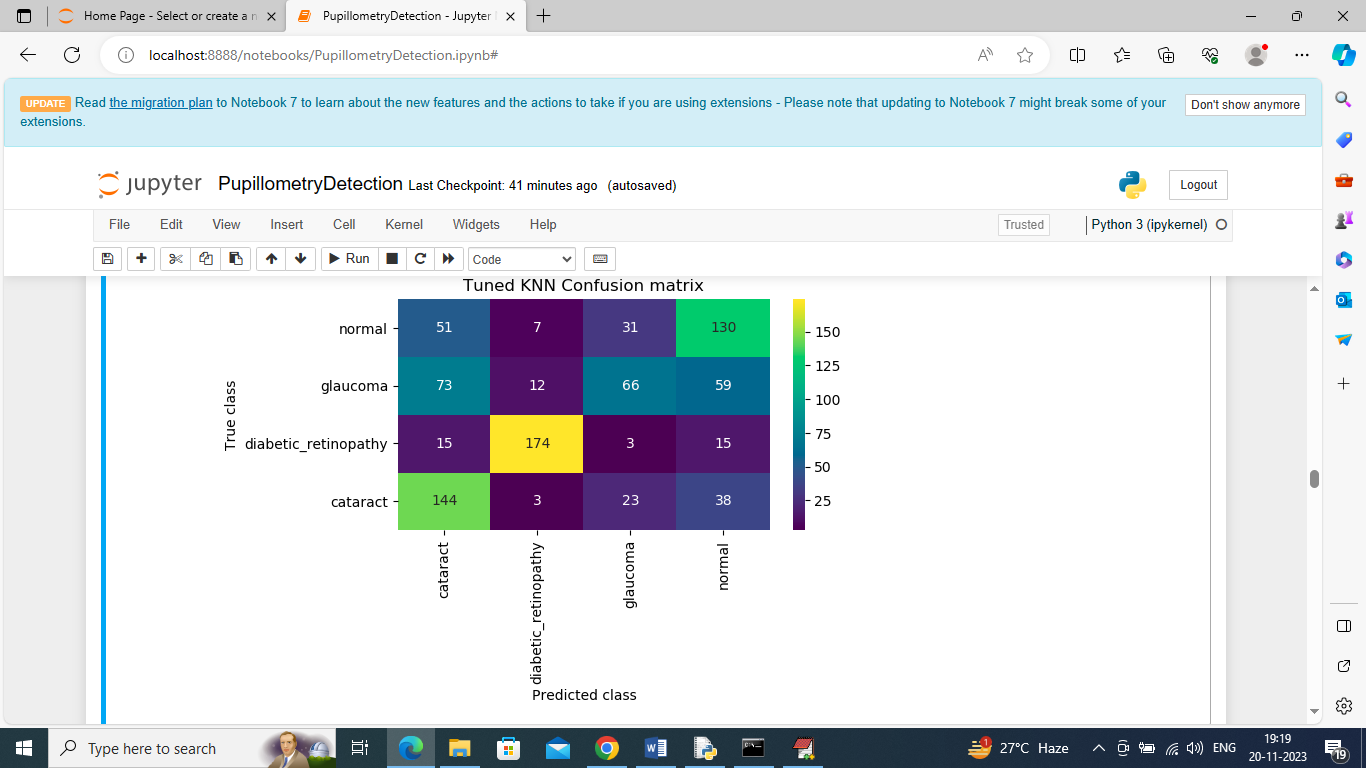 Home Page - Select or create a n
PupillometryDetection - Jupyter
localhost:8888/notebooks/PupillometryDetection.ipynb#
UPDATE Read the migration plan to Notebook 7 to learn about the new features and the actions to take if you are using extensions - Please note that updating to Notebook 7 might break some of your
extensions.
Don't show anymore
jupyter PupillometryDetection Last Checkpoint: 41 minutes ago (autosaved)
Logout
File Edit View Insert Cell Kernel Widgets Help
Trusted
Python 3 (ipykernel)
Run
Code
Tuned KNN Confusion matrix
True class
normal 51 7 31 130
glaucoma 73 12 66 59
diabetic_retinopathy 15 174 3 15
cataract 144 3 23 38
150
125
100
75
50
25
cataract
diabetic_retinopathy
glaucoma
normal
Predicted class
Type here to search
1
27°C Haze
ENG
19:19
20-11-2023
19